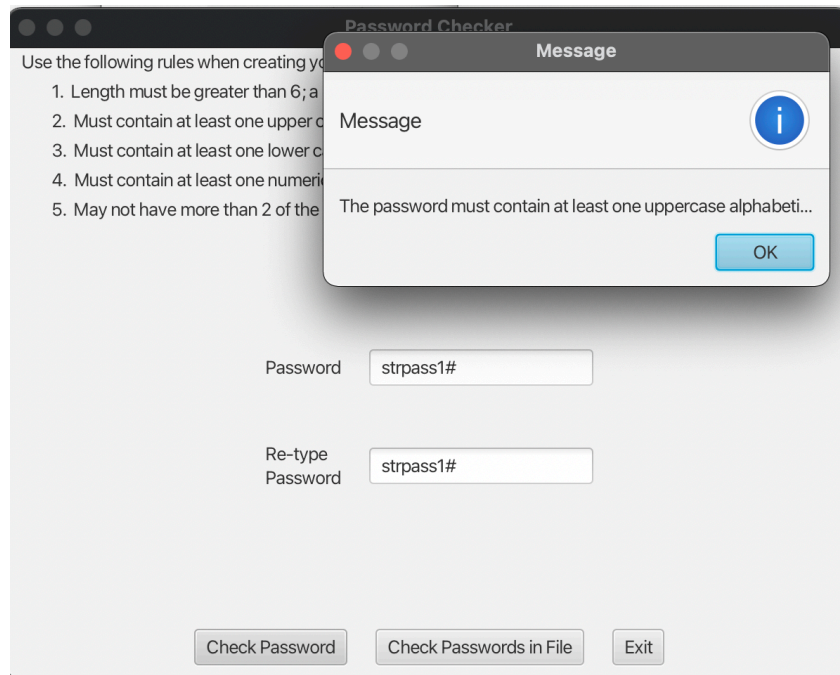 Password Checker
Use the following rules when creating yo
1. Length must be greater than 6; a
2. Must contain at least one upper c
3. Must contain at least one lower c
4. Must contain at least one numeri
5. May not have more than 2 of the
Message
Message
i
The password must contain at least one uppercase alphabeti...
OK
Password
strpass1#
Re-type
Password
strpass1#
Check Password
Check Passwords in File
Exit